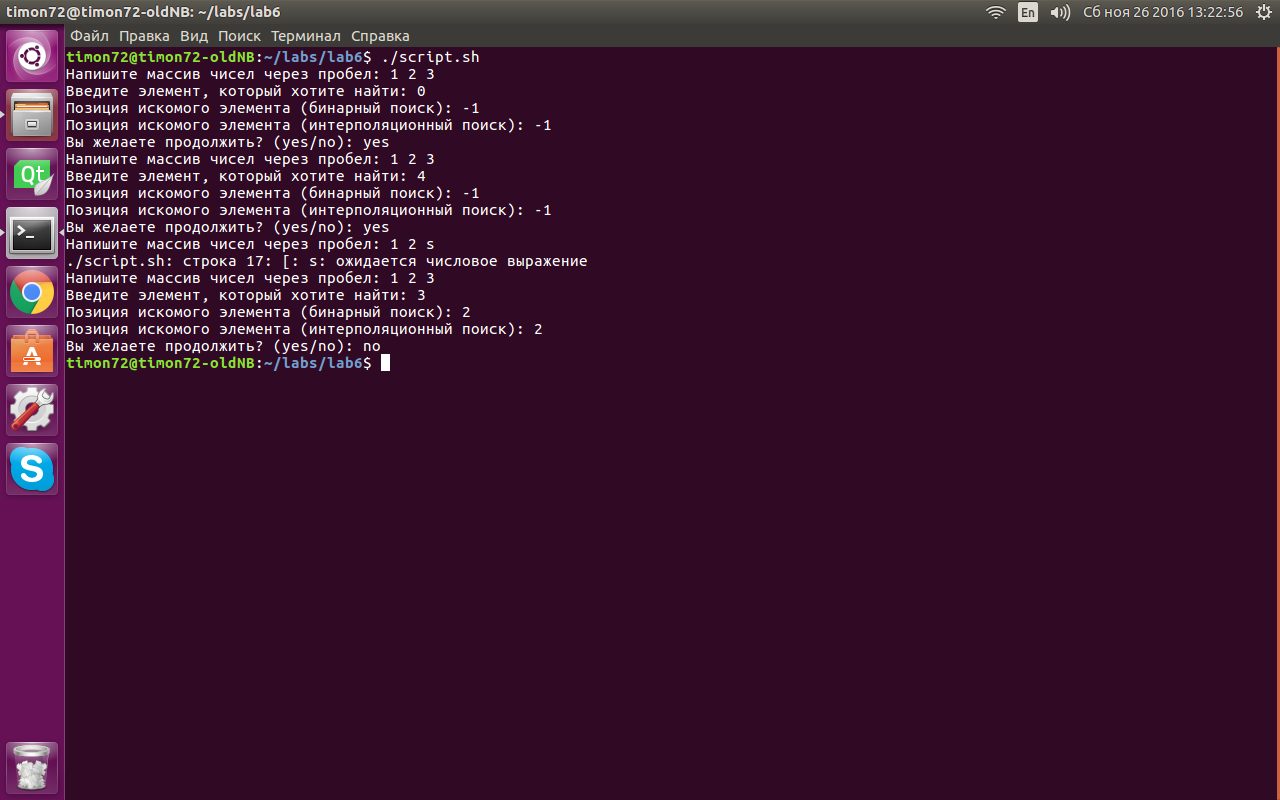 timon72@timon72-oldNB: ~/labs/lab6
En
Сб ноя 26 2016 13:22:56
Файл Правка Вид Поиск Терминал Справка
timon72@timon72-oldNB:~/labs/lab6$ ./script.sh
Напишите массив чисел через пробел: 1 2 3
Введите элемент, который хотите найти: 0
Позиция искомого элемента (бинарный поиск): -1
Позиция искомого элемента (интерполяционный поиск): -1
Вы желаете продолжить? (yes/no): yes
Напишите массив чисел через пробел: 1 2 3
Введите элемент, который хотите найти: 4
Позиция искомого элемента (бинарный поиск): -1
Позиция искомого элемента (интерполяционный поиск): -1
Вы желаете продолжить? (yes/no): yes
Напишите массив чисел через пробел: 1 2 s
./script.sh: строка 17: [: s: ожидается числовое выражение
Напишите массив чисел через пробел: 1 2 3
Введите элемент, который хотите найти: 3
Позиция искомого элемента (бинарный поиск): 2
Позиция искомого элемента (интерполяционный поиск): 2
Вы желаете продолжить? (yes/no): no
timon72@timon72-oldNB:~/labs/lab6$
Qt
>_
A
S